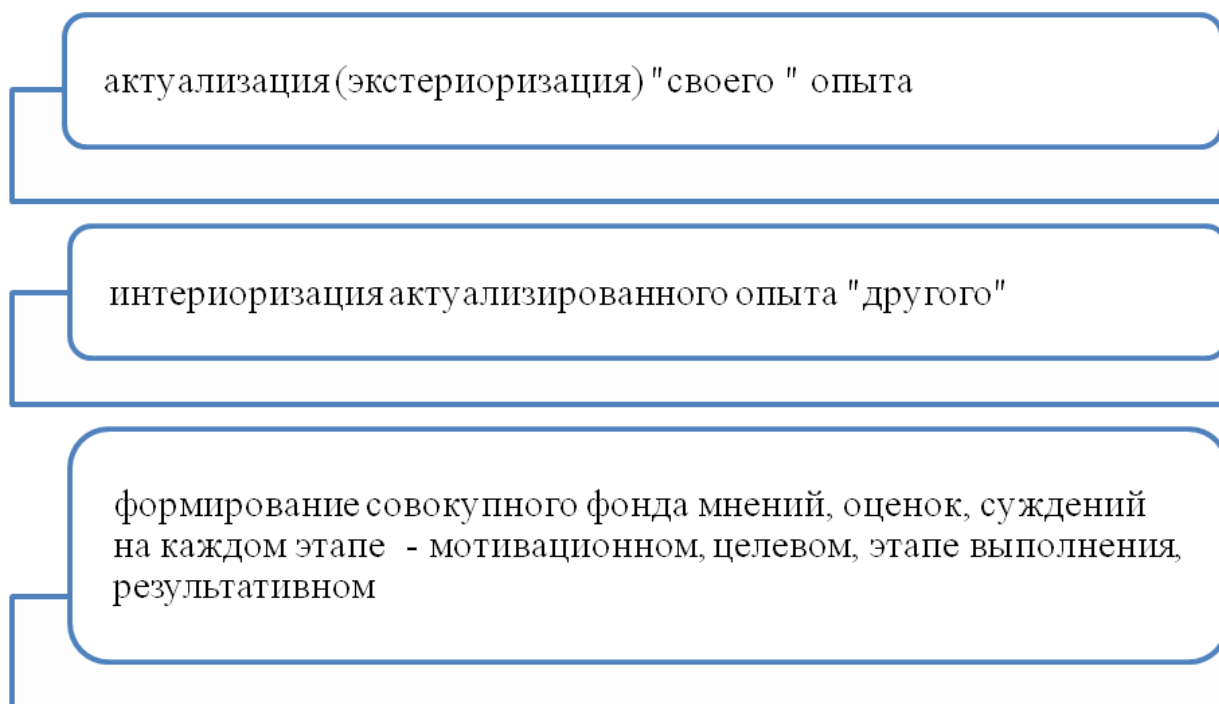 актуализация (экстериоризация) "своего " опыта
интериоризация актуализированного опыта "другого"
формирование совокупного фонда мнений, оценок, суждений
на каждом этапе - мотивационном, целевом, этапе выполнения,
результативном